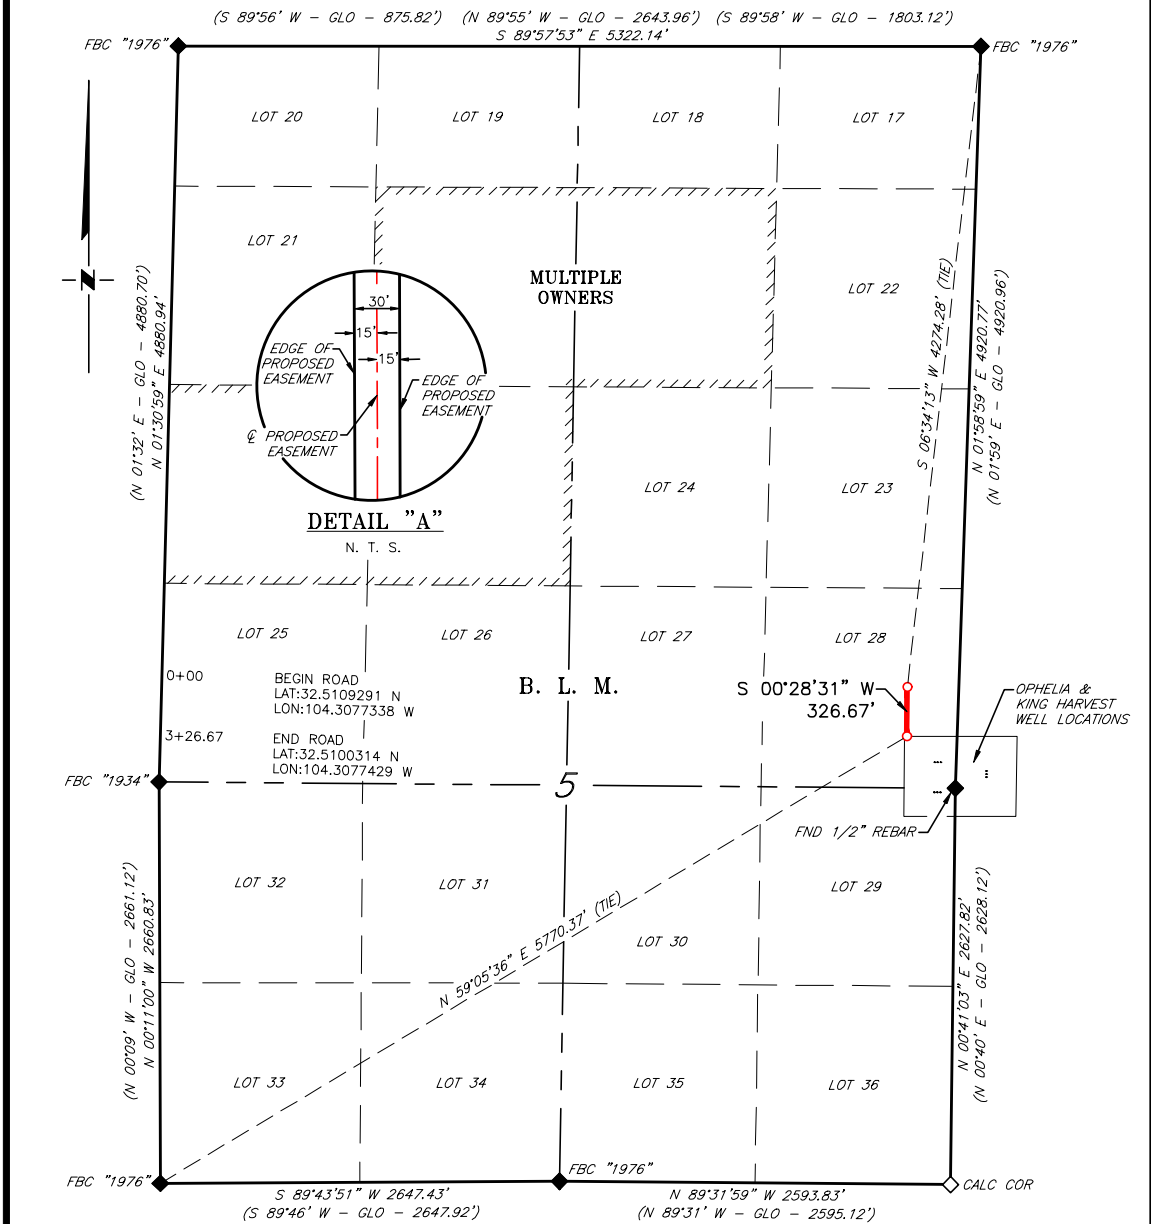 (S 89°56' W - GLO - 875.82') (N 89°55' W - GLO - 2643.96') (S 89°58' W - GLO - 1803.12')
S 89°57'53" E 5322.14'
FBC "1976"
FBC "1976"
LOT 20
LOT 19
LOT 18
LOT 17
LOT 21
MULTIPLE
OWNERS
LOT 22
N
(N 01°32' E - GLO - 4880.70')
N 01°30'59" E 4880.94'
S 06°34'13" W 4274.28' (TIE)
N 01°58'59" E 4920.77'
(N 01°59' E - GLO - 4920.96')
30'
15'
15'
EDGE OF
PROPOSED
EASEMENT
EDGE OF
PROPOSED
EASEMENT
℄ PROPOSED
EASEMENT
DETAIL "A"
N. T. S.
LOT 24
LOT 23
LOT 25
LOT 26
LOT 27
LOT 28
0+00
BEGIN ROAD
LAT:32.5109291 N
LON:104.3077338 W
3+26.67
END ROAD
LAT:32.5100314 N
LON:104.3077429 W
B. L. M.
S 00°28'31" W
326.67'
OPHELIA &
KING HARVEST
WELL LOCATIONS
FBC "1934"
5
FND 1/2" REBAR
LOT 32
LOT 31
LOT 29
LOT 30
(N 00°09' W - GLO - 2661.12')
N 00°11'00" W 2660.83'
N 59°05'36" E 5770.37' (TIE)
N 00°41'03" E 2627.82'
(N 00°40' E - GLO - 2628.12')
LOT 33
LOT 34
LOT 35
LOT 36
FBC "1976"
FBC "1976"
CALC COR
S 89°43'51" W 2647.43'
(S 89°46' W - GLO - 2647.92')
N 89°31'59" W 2593.83'
(N 89°31' W - GLO - 2595.12')